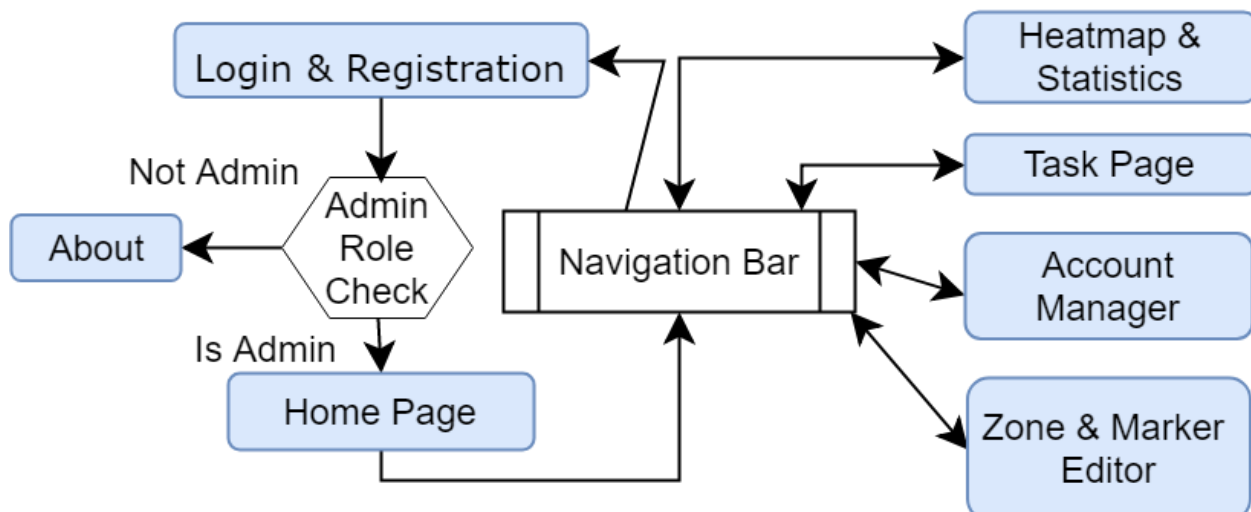 Login & Registration
Heatmap &
Statistics
Not Admin
Task Page
Admin
Role
Check
About
Navigation Bar
Account
Manager
Is Admin
Home Page
Zone & Marker
Editor